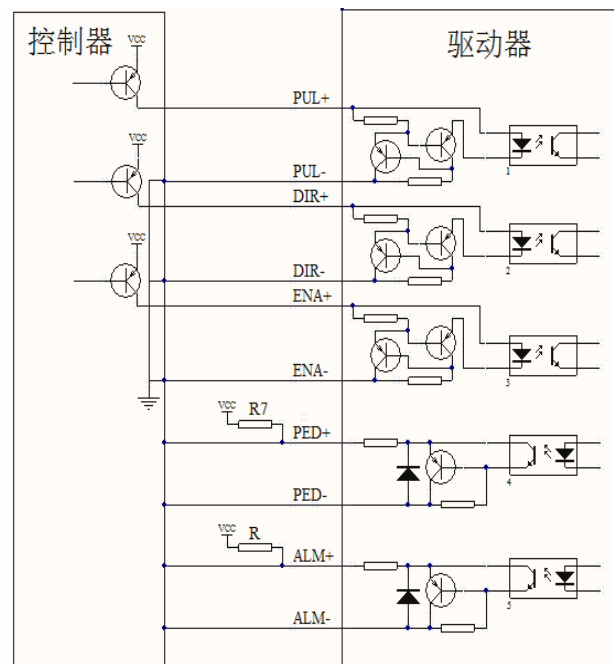 控制器
驱动器
VCC
PUL+
1
PUL-
VCC
DIR+
2
DIR-
VCC
ENA+
3
ENA-
VCC
R7
PED+
4
PED-
VCC
R
ALM+
5
ALM-